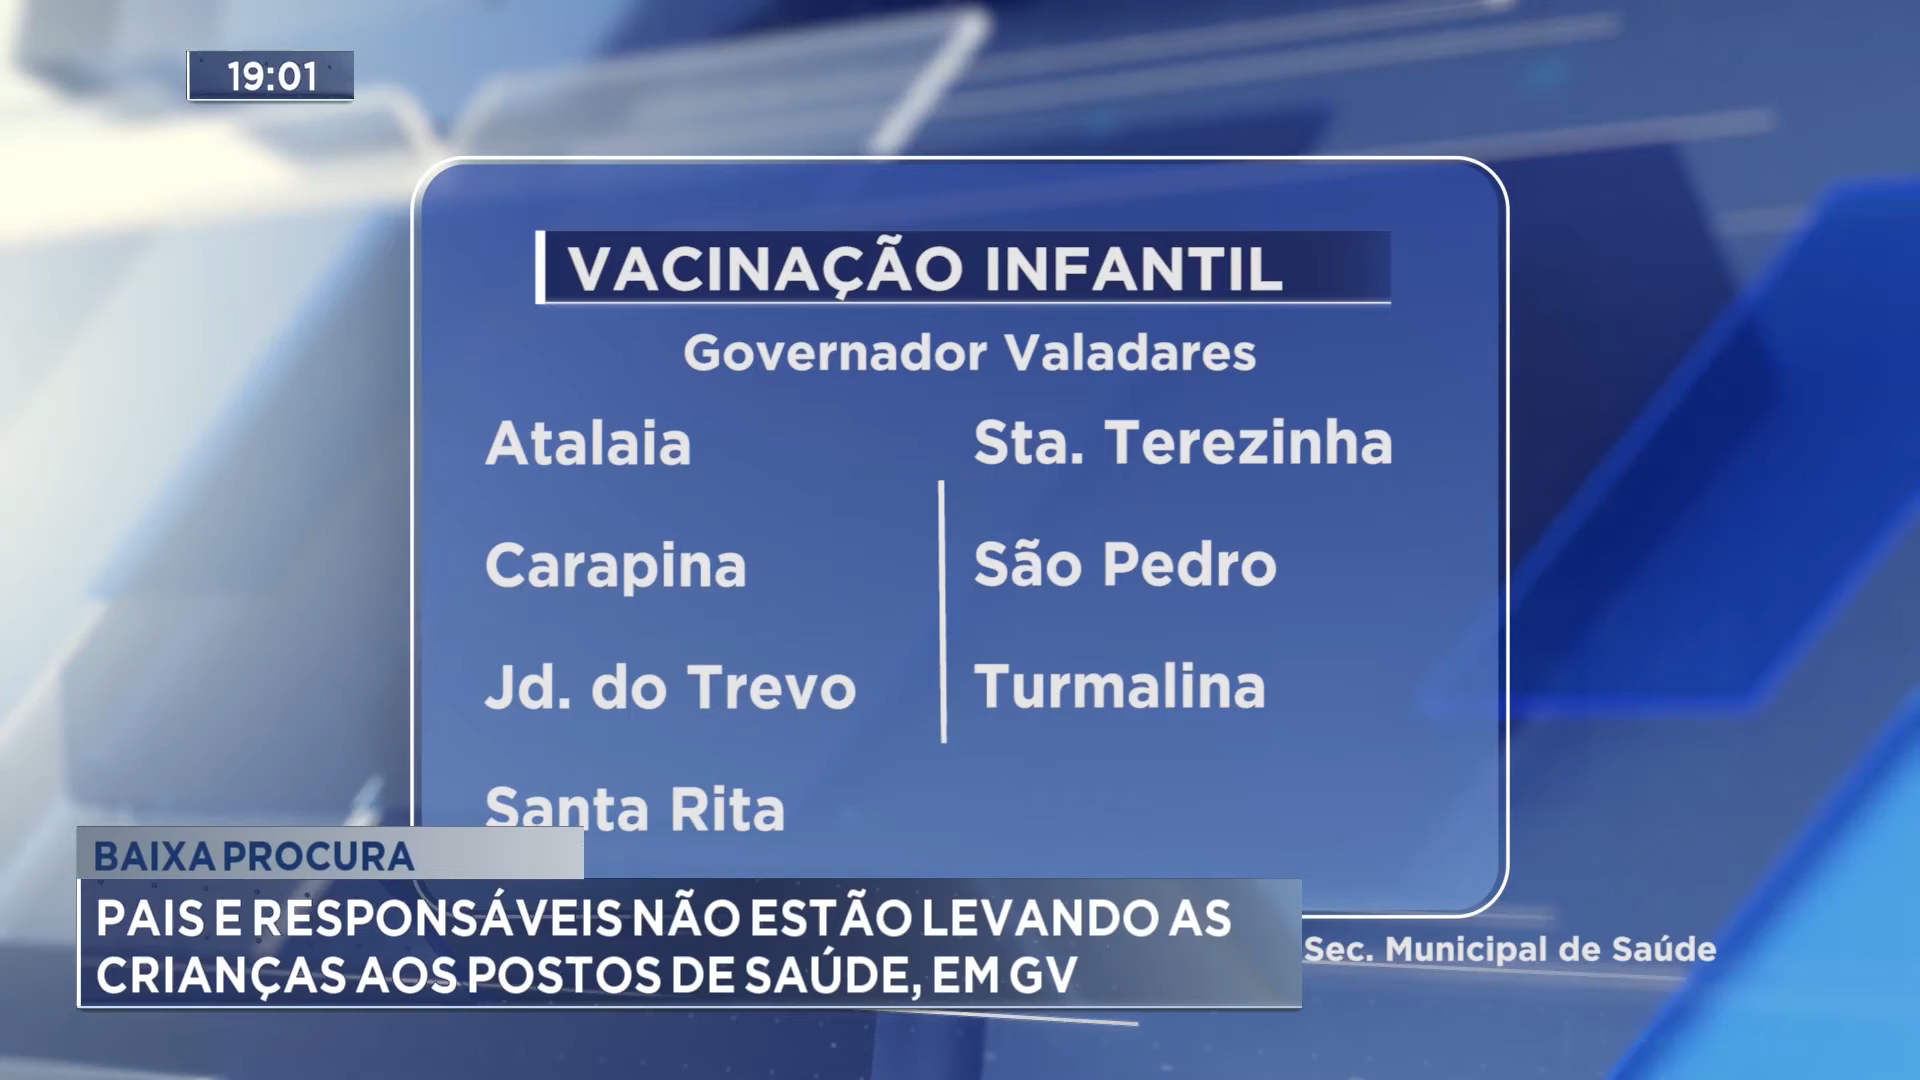 19:01
VACINAÇÃO INFANTIL
Governador Valadares
Atalaia
Carapina
Jd. do Trevo
Santa Rita
Sta. Terezinha
São Pedro
Turmalina
BAIXA PROCURA
PAIS E RESPONSÁVEIS NÃO ESTÃO LEVANDO AS
CRIANÇAS AOS POSTOS DE SAÚDE, EM GV
Sec. Municipal de Saúde